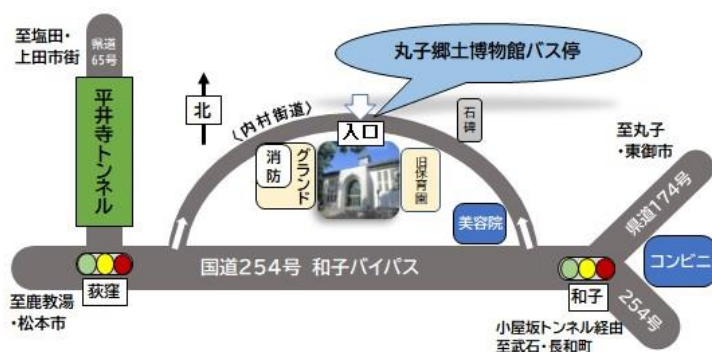 至塩田・
上田市街
県道
65号
平井寺トンネル
北
〈内村街道〉
丸子郷土博物館バス停
入口
石碑
消防
グランド
旧保育園
美容院
至丸子
・東御市
県道174号
コンビニ
国道254号 和子バイパス
荻窪
和子
254号
至鹿教湯
・松本市
小屋坂トンネル経由
至武石・長和町